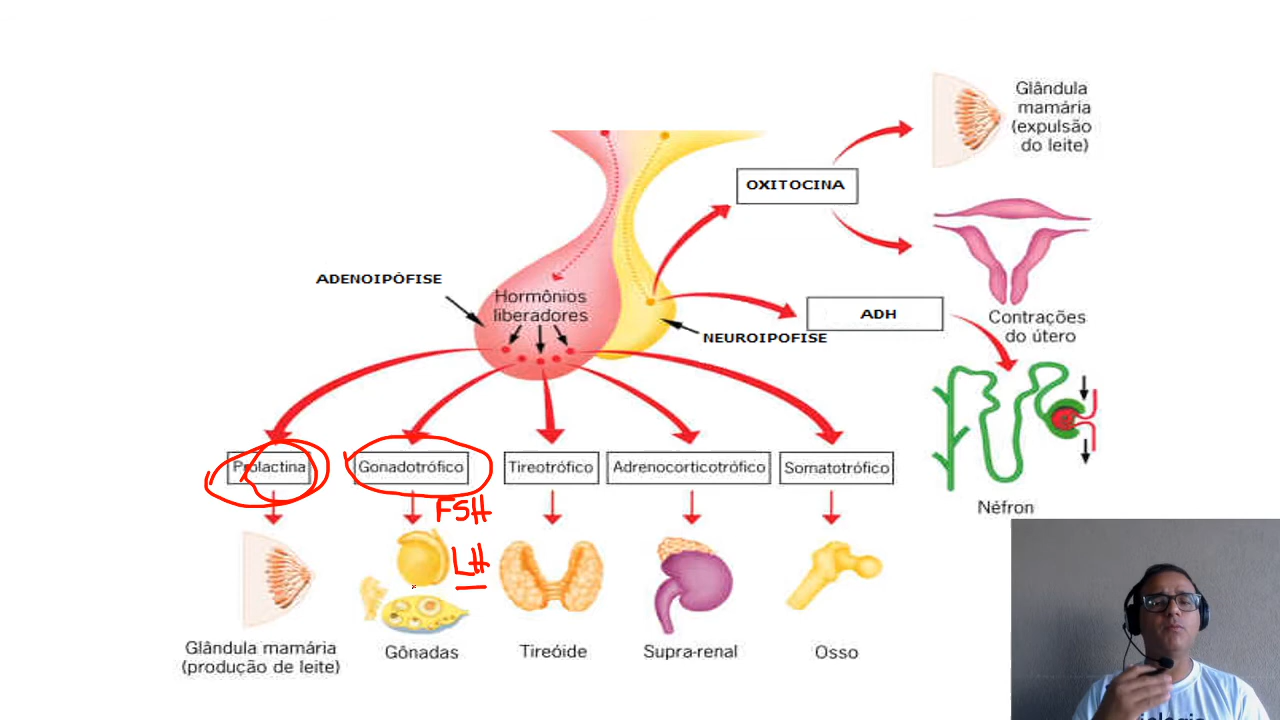 Glândula
mamária
(expulsão
do leite)
OXITOCINA
ADENOIPÓFISE
Hormônios
liberadores
ADH
NEUROIPOFISE
Contrações
do útero
Prolactina
Gonadotrófico
Tireotrófico
Adrenocorticotrófico
Somatotrófico
FSH
LH
Néfron
Glândula mamária
(produção de leite)
Gônadas
Tireóide
Supra-renal
Osso